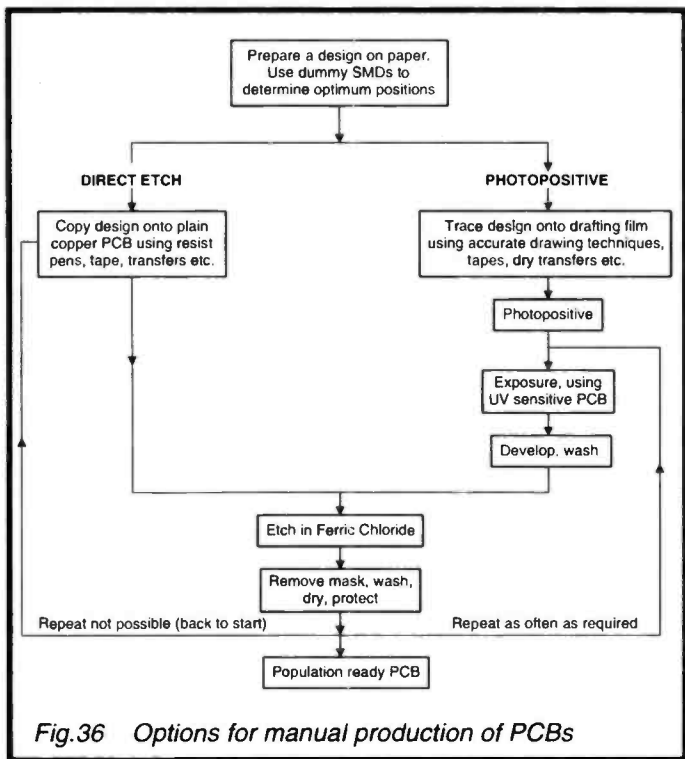 Prepare a design on paper.
Use dummy SMDs to
determine optimum positions
DIRECT ETCH
PHOTOPOSITIVE
Copy design onto plain
copper PCB using resist
pens, tape, transfers etc.
Trace design onto drafting film
using accurate drawing techniques,
tapes, dry transfers etc.
Photopositive
Exposure, using
UV sensitive PCB
Develop, wash
Etch in Ferric Chloride
Remove mask, wash,
dry, protect
Repeat not possible (back to start)
Repeat as often as required
Population ready PCB
Fig.36 Options for manual production of PCBs